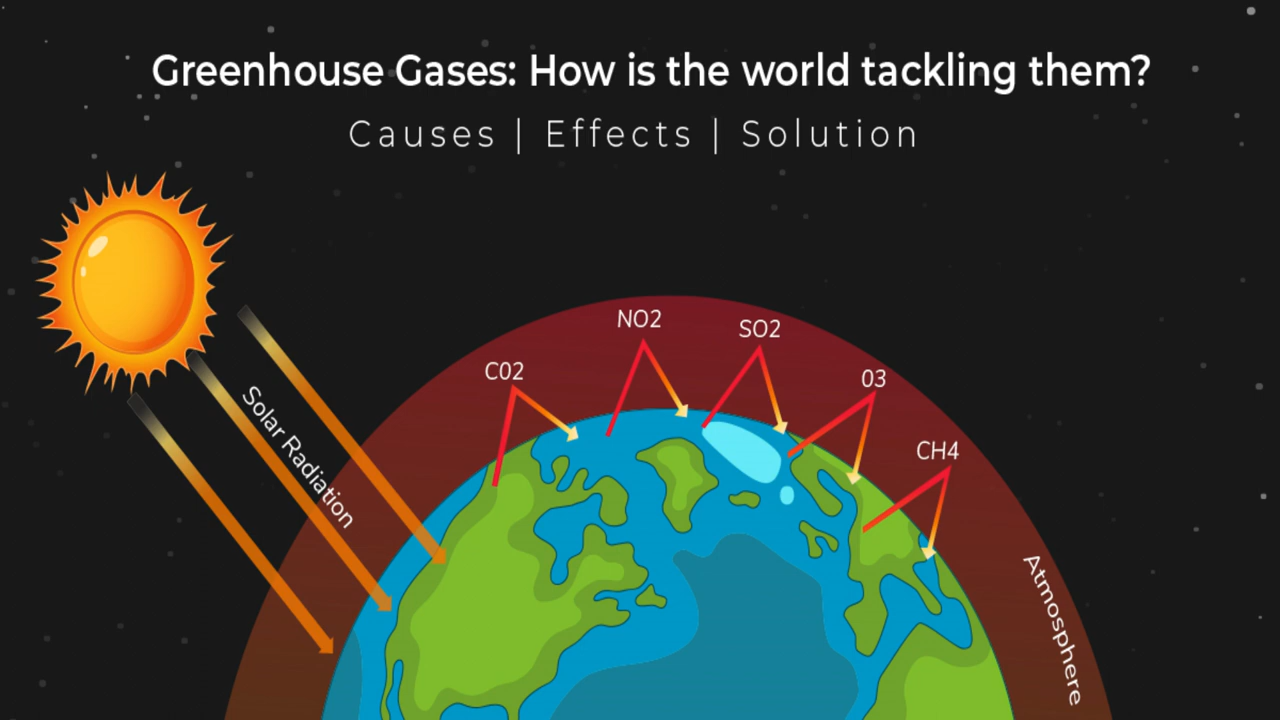 Greenhouse Gases: How is the world tackling them?
Causes | Effects | Solution
NO2
SO2
C02
03
Solar Radiation
CH4
Atmosphere